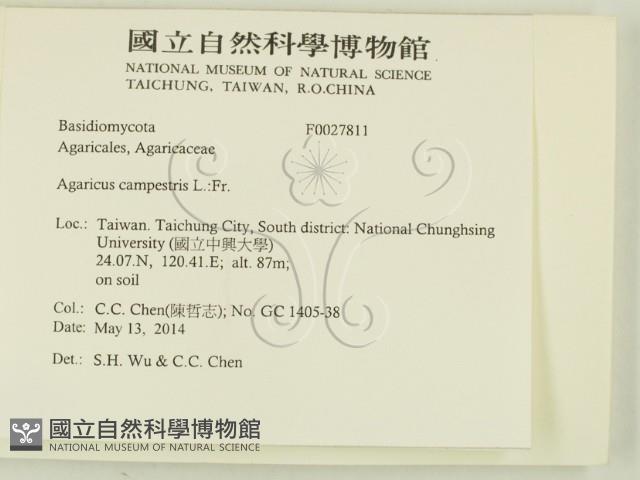 國立自然科學博物館
NATIONAL MUSEUM OF NATURAL SCIENCE
TAICHUNG, TAIWAN, R.O.CHINA
Basidiomycota F0027811
Agaricales, Agaricaceae
Agaricus campestris L.:Fr.
Loc.: Taiwan. Taichung City, South district: National Chunghsing
University (國立中興大學)
24.07.N, 120.41.E; alt. 87m;
on soil
Col.: C.C. Chen(陳哲志); No. GC 1405-38
Date: May 13, 2014
Det.: S.H. Wu & C.C. Chen
國立自然科學博物館
NATIONAL MUSEUM OF NATURAL SCIENCE